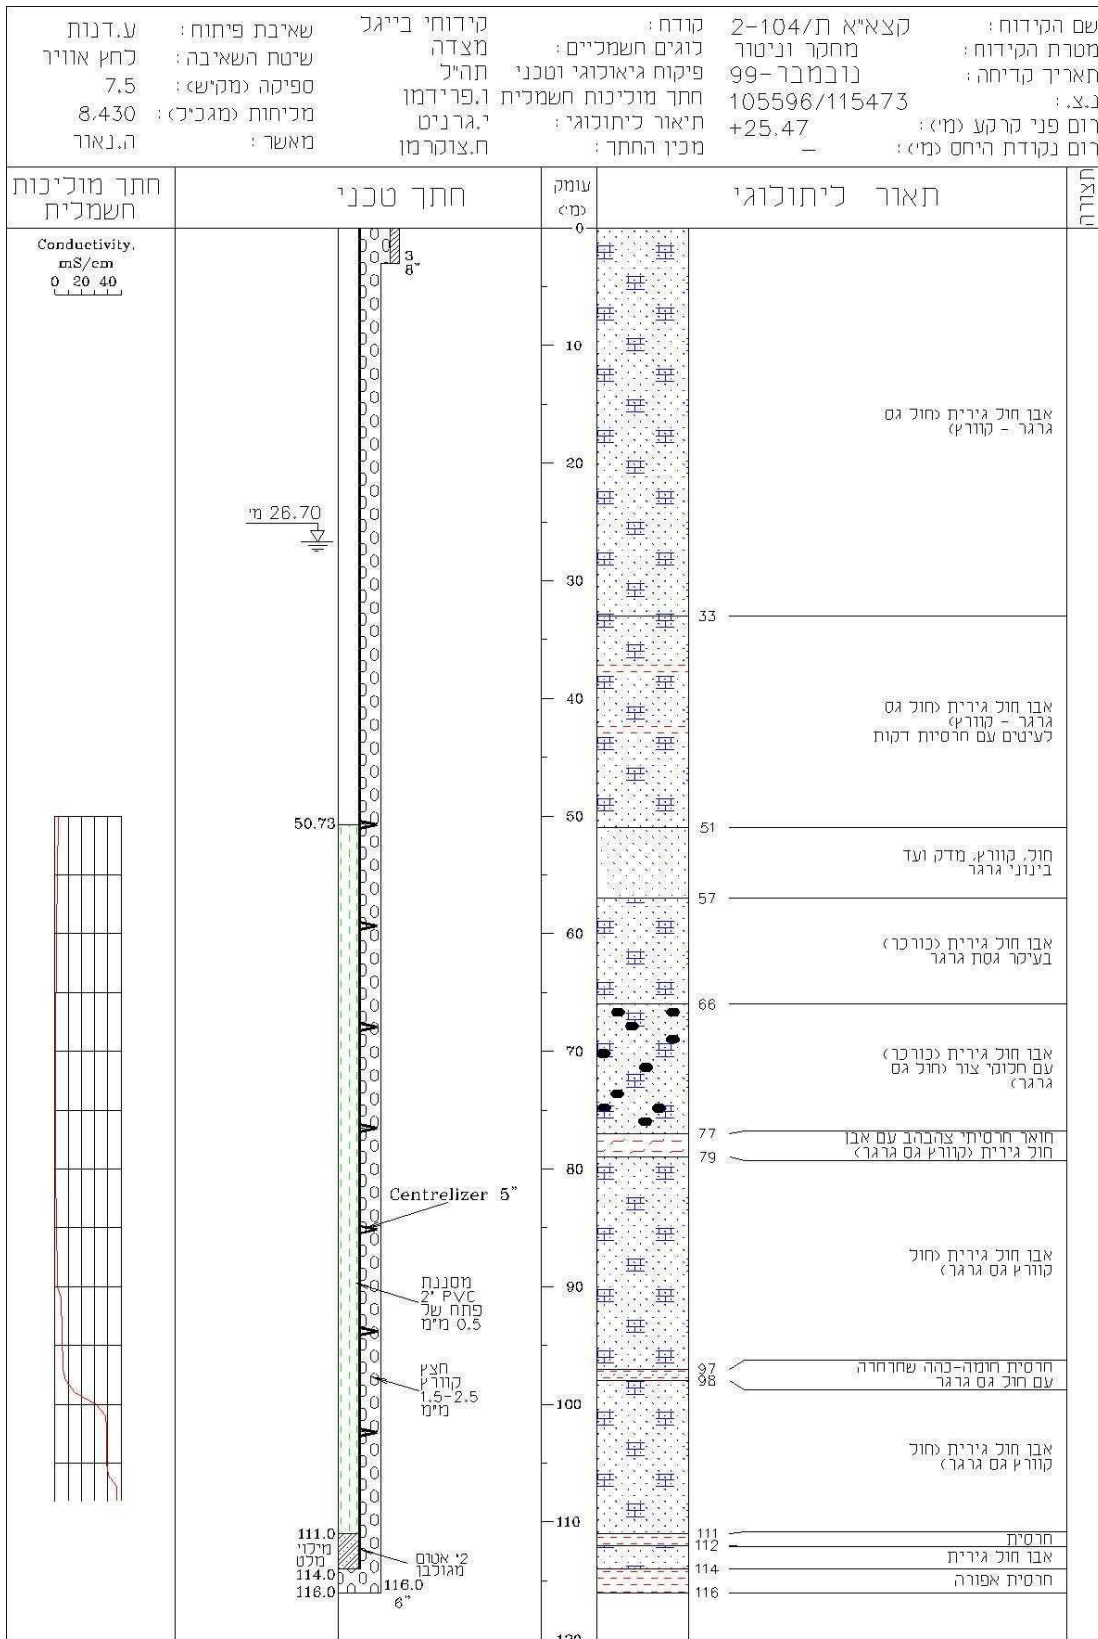 שם הקידוח: קצא״א ת/104-2
מטרת הקידוח: מחקר וניטור
תאריך קדיחה: נובמבר-99
נ.צ.: 105596/115473
רום פני קרקע (מ'): +25.47
רום נקודת היחס (מ'): –
קודח: קידוחי בייגל
לוגים חשמליים: מצדה
פיקוח גיאולוגי וטכני תה״ל
חתך מוליכות חשמלית ו.פרידמן
תיאור ליתולוגי: י.גרניט
מכין החתך: ח.צוקרמן
שאיבת פיתוח: ע.דנות
שיטת השאיבה: לחץ אוויר
ספיקה (מק״ש): 7.5
מליחות (מגכ״ל): 8,430
מאשר: ה.נאור
תצורה
תאור ליתולוגי
עומק
(מ')
חתך טכני
חתך מוליכות
חשמלית
Conductivity,
mS/cm
0 20 40
3
8"
26.70 מ'
50.73
Centrelizer 5"
מסננת
2" PVC
פתח של
0.5 מ״מ
חצץ
קוורץ
1.5-2.5
מ״מ
111.0
מילוי
מלט
114.0
116.0
2" אטום
מגולבן
116.0
6"
0
10
20
30
40
50
60
70
80
90
100
110
120
33
51
57
66
77
79
97
98
111
112
114
116
אבן חול גירית (חול גס
גרגר - קוורץ)
אבן חול גירית (חול גס
גרגר - קוורץ)
לעיטים עם חרסיות דקות
חול, קוורץ, מדק ועד
בינוני גרגר
אבן חול גירית (כורכר)
בעיקר גסת גרגר
אבן חול גירית (כורכר)
עם חלוקי צור (חול גס
גרגר)
חואר חרסיתי צהבהב עם אבן
חול גירית (קוורץ גס גרגר)
אבן חול גירית (חול
קוורץ גס גרגר)
חרסית חומה-כהה שחרחרה
עם חול גס גרגר
אבן חול גירית (חול
קוורץ גס גרגר)
חרסית
אבן חול גירית
חרסית אפורה